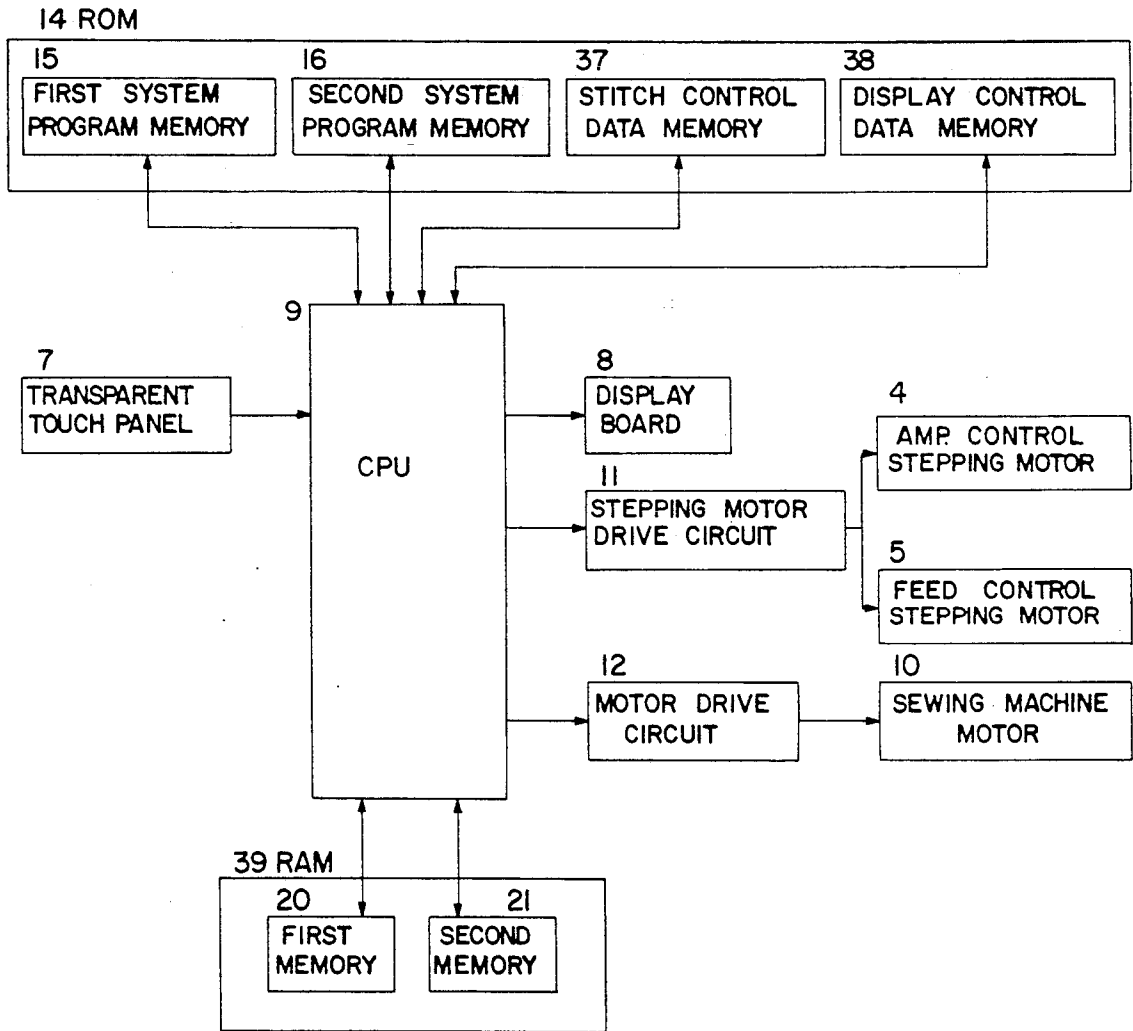 14 ROM
15
FIRST SYSTEM
PROGRAM MEMORY
16
SECOND SYSTEM
PROGRAM MEMORY
37
STITCH CONTROL
DATA MEMORY
38
DISPLAY CONTROL
DATA MEMORY
9
CPU
7
TRANSPARENT
TOUCH PANEL
8
DISPLAY
BOARD
11
STEPPING MOTOR
DRIVE CIRCUIT
4
AMP. CONTROL
STEPPING MOTOR
5
FEED CONTROL
STEPPING MOTOR
12
MOTOR DRIVE
CIRCUIT
10
SEWING MACHINE
MOTOR
39 RAM
20
FIRST
MEMORY
21
SECOND
MEMORY